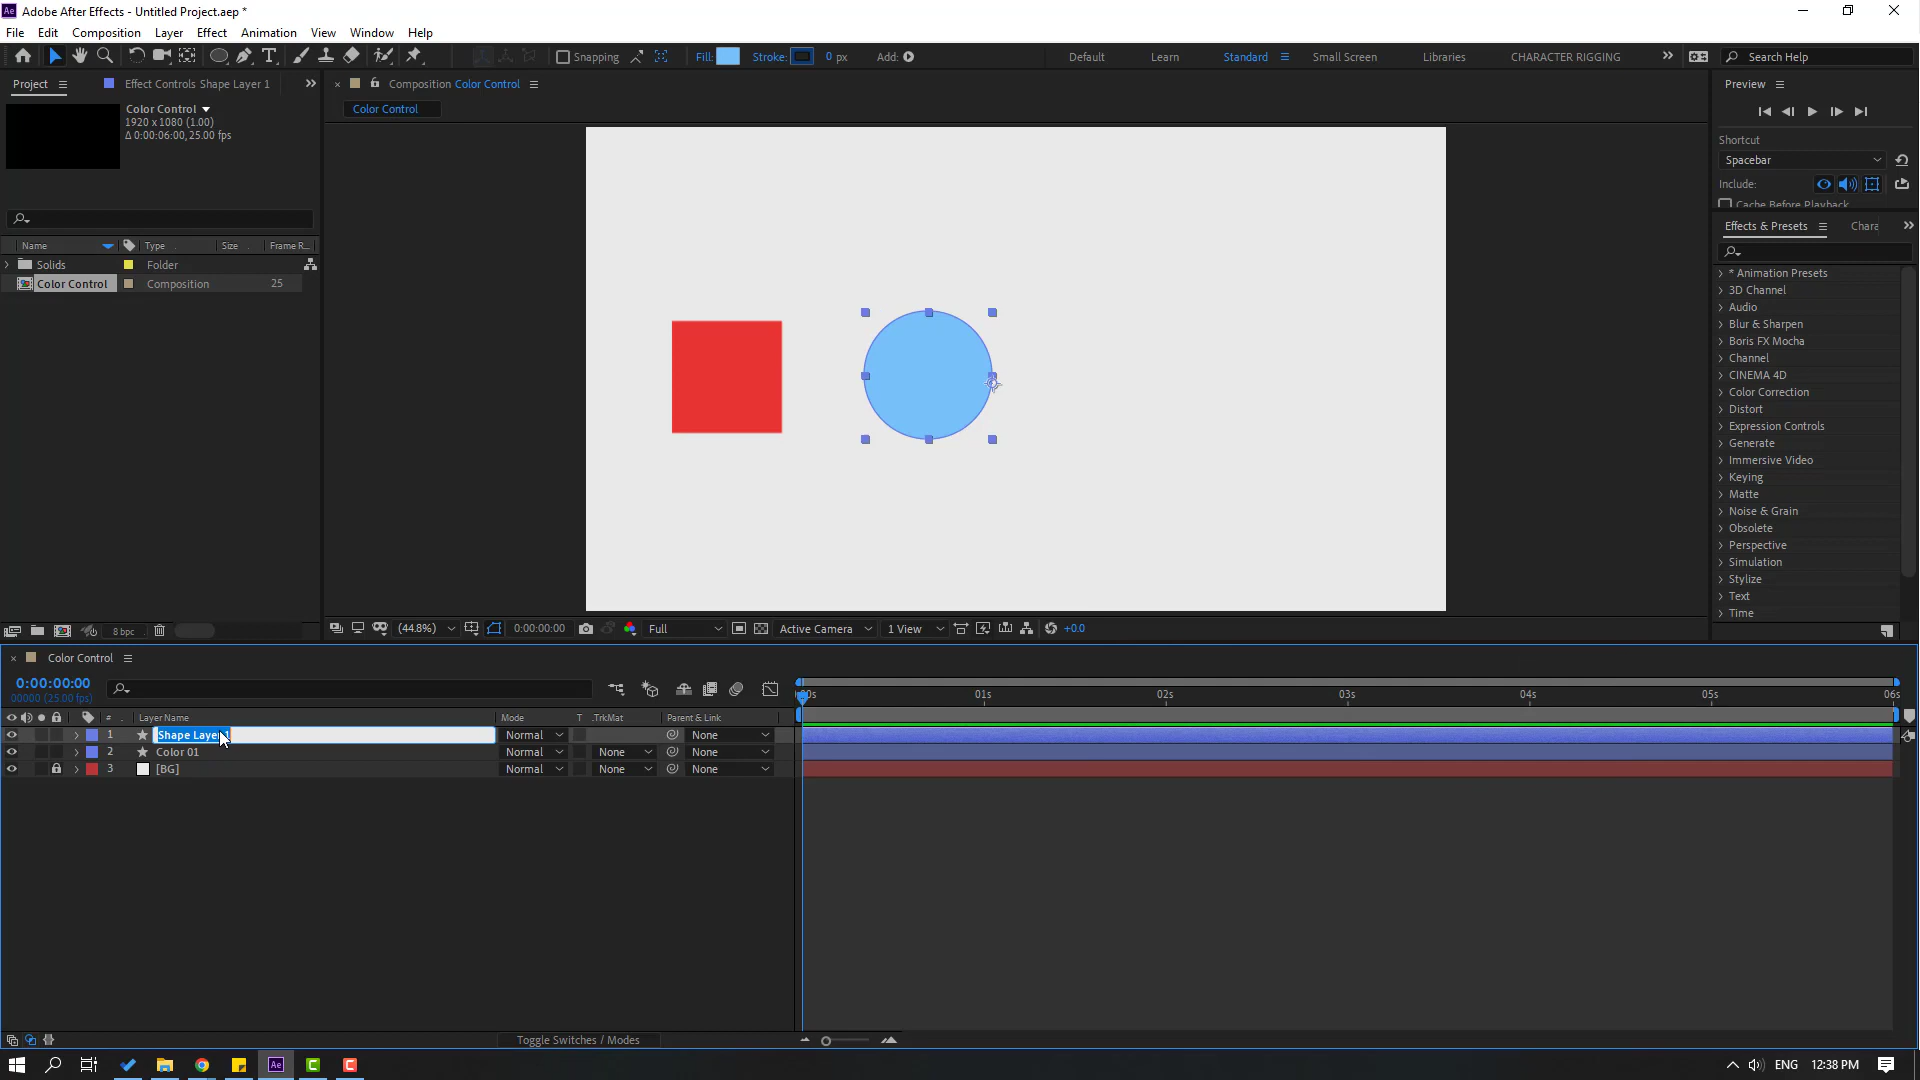 Adobe After Effects - Untitled Project.aep *
File Edit Composition Layer Effect Animation View Window Help
Snapping Fill: Stroke: 0 px Add: Default Learn Standard Small Screen Libraries CHARACTER RIGGING Search Help
Project Effect Controls Shape Layer 1
Color Control
1920 x 1080 (1.00)
Δ 0:00:06:00, 25.00 fps
Name Type Size Frame R...
Solids Folder
Color Control Composition 25
8 bpc
Composition Color Control
Color Control
(44.8%) 0:00:00:00 Full Active Camera 1 View +0.0
Preview
Shortcut
Spacebar
Include:
Cache Before Playback
Effects & Presets Chara
* Animation Presets
3D Channel
Audio
Blur & Sharpen
Boris FX Mocha
Channel
CINEMA 4D
Color Correction
Distort
Expression Controls
Generate
Immersive Video
Keying
Matte
Noise & Grain
Obsolete
Perspective
Simulation
Stylize
Text
Time
Color Control
0:00:00:00
00000 (25.00 fps)
:00s 01s 02s 03s 04s 05s 06s
# Layer Name Mode T .TrkMat Parent & Link
1 Shape Layer 1 Normal None
2 Color 01 Normal None None
3 [BG] Normal None None
Toggle Switches / Modes
Ae ENG 12:38 PM